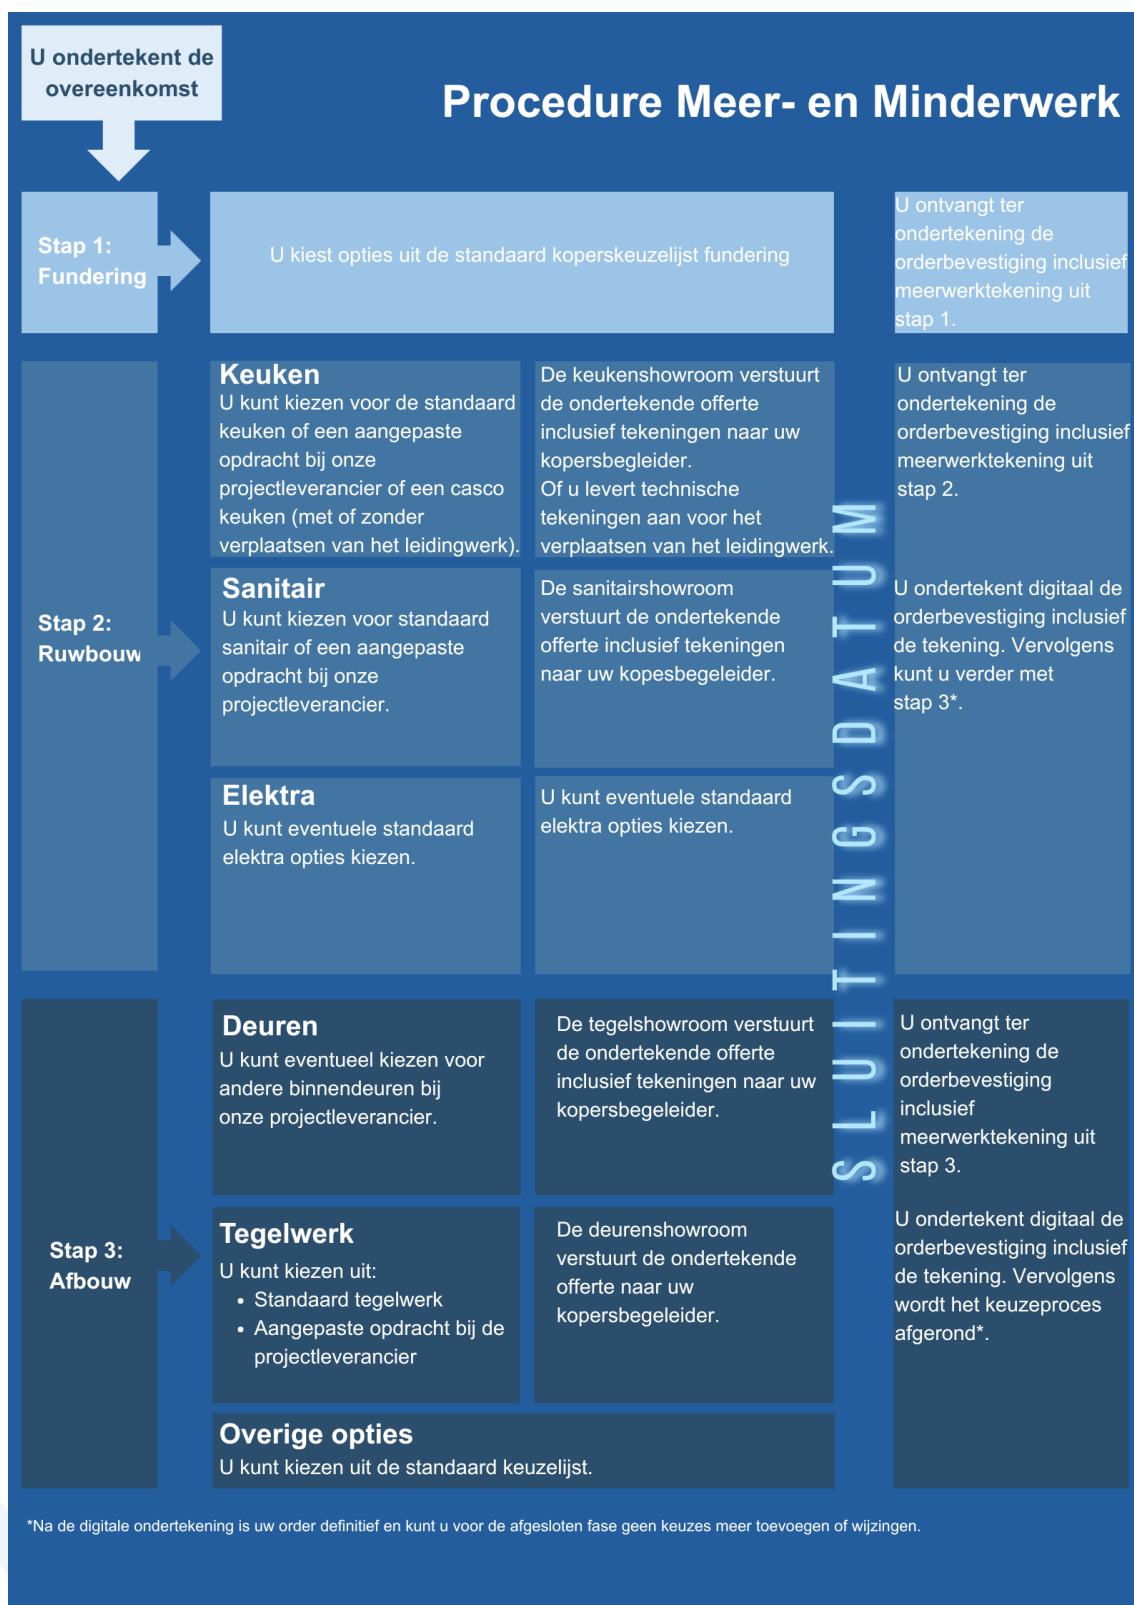 U ondertekent de
overeenkomst
Procedure Meer- en Minderwerk
Stap 1:
Fundering
U kiest opties uit de standaard koperskeuzelijst fundering
U ontvangt ter
ondertekening de
orderbevestiging inclusief
meerwerktekening uit
stap 1.
Stap 2:
Ruwbouw
Keuken
U kunt kiezen voor de standaard
keuken of een aangepaste
opdracht bij onze
projectleverancier of een casco
keuken (met of zonder
verplaatsen van het leidingwerk).
De keukenshowroom verstuurt
de ondertekende offerte
inclusief tekeningen naar uw
kopersbegleider.
Of u levert technische
tekeningen aan voor het
verplaatsen van het leidingwerk.
Sanitair
U kunt kiezen voor standaard
sanitair of een aangepaste
opdracht bij onze
projectleverancier.
De sanitairshowroom
verstuurt de ondertekende
offerte inclusief tekeningen
naar uw kopesbegeleider.
Elektra
U kunt eventuele standaard
elektra opties kiezen.
U kunt eventuele standaard
elektra opties kiezen.
SLUITINGSDATUM
U ontvangt ter
ondertekening de
orderbevestiging inclusief
meerwerktekening uit
stap 2.
U ondertekent digitaal de
orderbevestiging inclusief
de tekening. Vervolgens
kunt u verder met
stap 3*.
Stap 3:
Afbouw
Deuren
U kunt eventueel kiezen voor
andere binnendeuren bij
onze projectleverancier.
De tegelshowroom verstuurt
de ondertekende offerte
inclusief tekeningen naar uw
kopersbegeleider.
Tegelwerk
U kunt kiezen uit:
• Standaard tegelwerk
• Aangepaste opdracht bij de
projectleverancier
De deurenshowroom
verstuurt de ondertekende
offerte naar uw
kopersbegeleider.
Overige opties
U kunt kiezen uit de standaard keuzelijst.
U ontvangt ter
ondertekening de
orderbevestiging
inclusief
meerwerktekening uit
stap 3.
U ondertekent digitaal de
orderbevestiging inclusief
de tekening. Vervolgens
wordt het keuzeproces
afgerond*.
*Na de digitale ondertekening is uw order definitief en kunt u voor de afgesloten fase geen keuzes meer toevoegen of wijzingen.